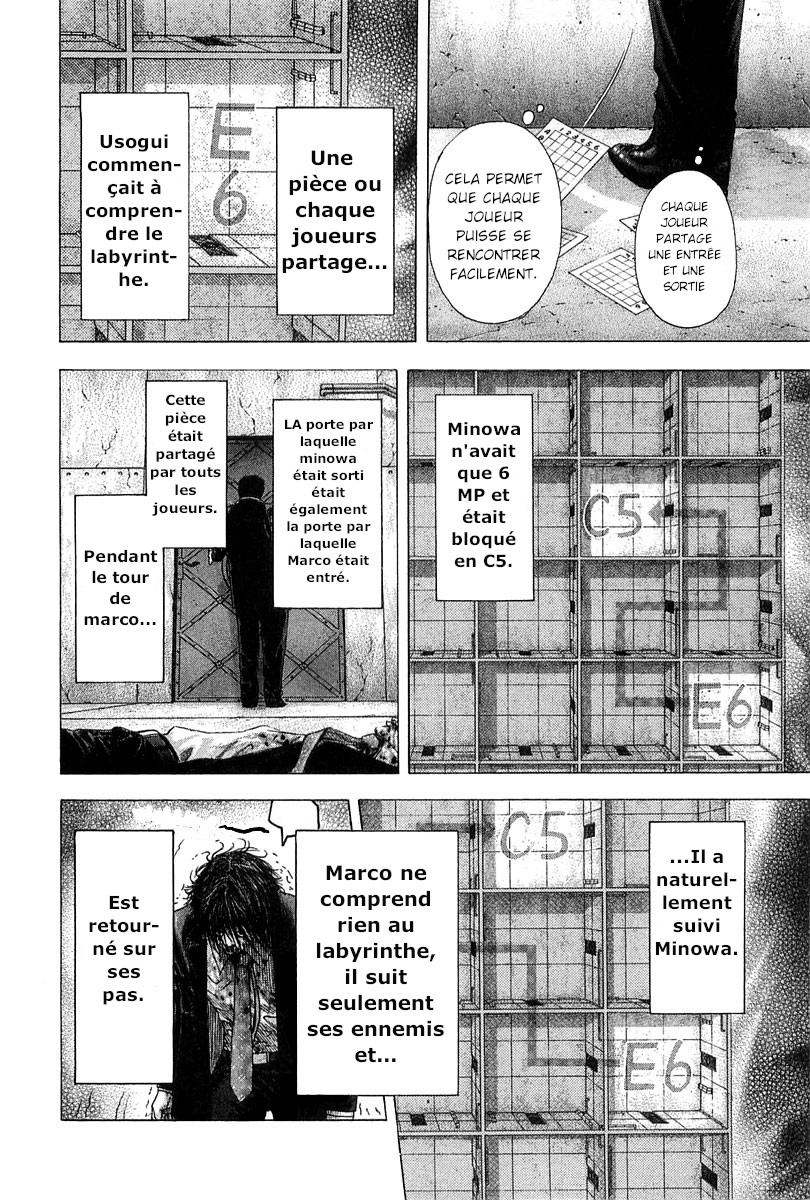 CHAQUE
JOUEUR
PARTAGE
UNE ENTRÉE
ET UNE
SORTIE
CELA PERMET
QUE CHAQUE
JOUEUR
PUISSE SE
RENCONTRER
FACILEMENT.
Une
pièce ou
chaque
joueurs
partage...
E
6
Usogui
commen-
çait à
compren-
dre le
labyrint-
he.
Minowa
n'avait
que 6
MP et
était
bloqué
en C5.
C5
E6
LA porte par
laquelle
minowa
était sorti
était
également
la porte par
laquelle
Marco était
entré.
Cette
pièce
était
partagé
par touts
les
joueurs.
Pendant
le tour
de
marco...
...Il a
naturel-
lement
suivi
Minowa.
C5
E6
Marco ne
comprend
rien au
labyrinthe,
il suit
seulement
ses ennemis
et...
Est
retour-
né sur
ses
pas.